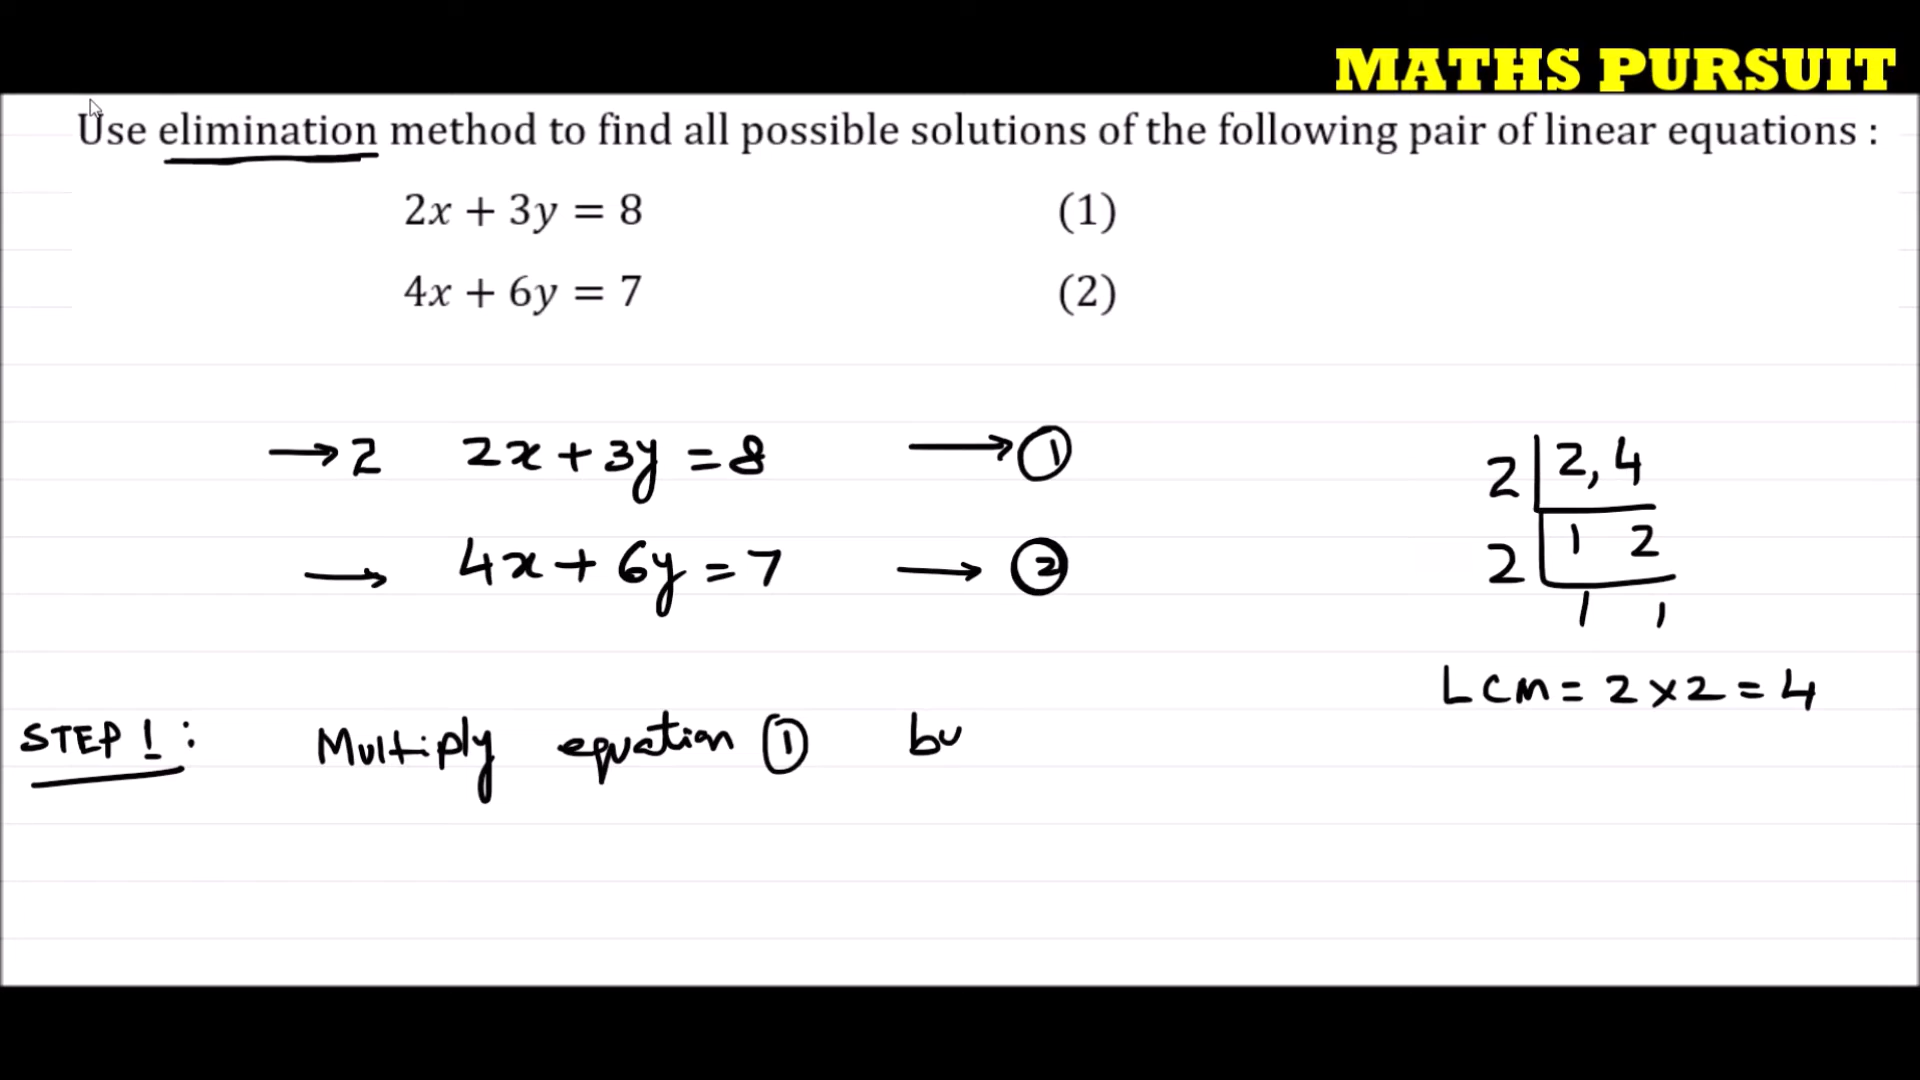 MATHS PURSUIT
Use elimination method to find all possible solutions of the following pair of linear equations :
2x + 3y = 8 (1)
4x + 6y = 7 (2)
→ 2 2x + 3y = 8 → ①
→ 4x + 6y = 7 → ②
2 | 2, 4
2 | 1 2
1 1
LCM = 2 × 2 = 4
STEP 1 : Multiply equation ① bu